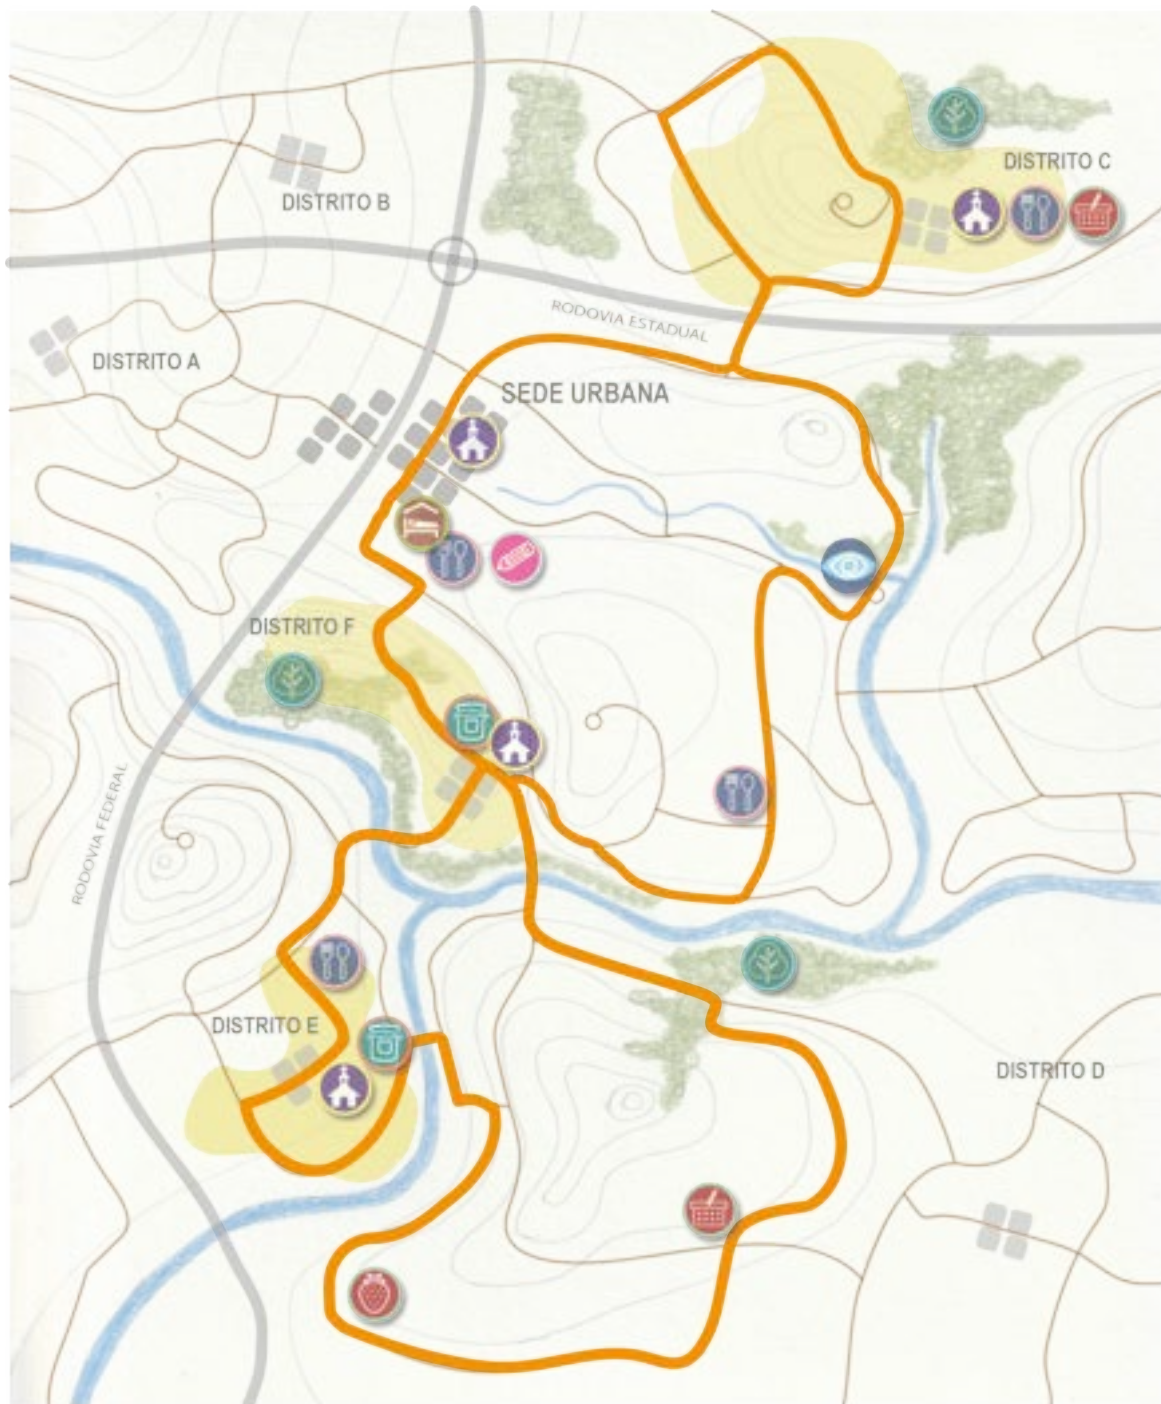 DISTRITO C
DISTRITO B
RODOVIA ESTADUAL
DISTRITO A
SEDE URBANA
DISTRITO F
RODOVIA FEDERAL
DISTRITO E
DISTRITO D